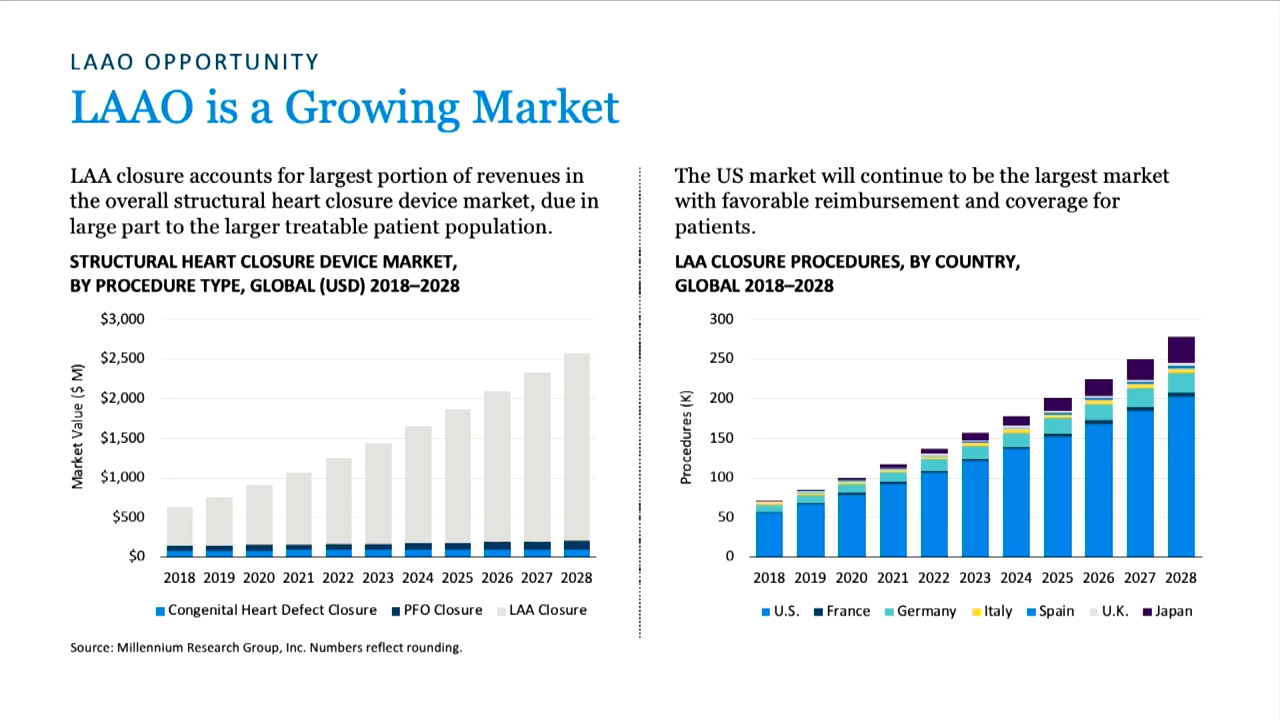 LAAO OPPORTUNITY
LAAO is a Growing Market
LAA closure accounts for largest portion of revenues in
the overall structural heart closure device market, due in
large part to the larger treatable patient population.
STRUCTURAL HEART CLOSURE DEVICE MARKET,
BY PROCEDURE TYPE, GLOBAL (USD) 2018–2028
$3,000
$2,500
$2,000
$1,500
$1,000
$500
$0
Market Value ($ M)
2018 2019 2020 2021 2022 2023 2024 2025 2026 2027 2028
Congenital Heart Defect Closure PFO Closure LAA Closure
Source: Millennium Research Group, Inc. Numbers reflect rounding.
The US market will continue to be the largest market
with favorable reimbursement and coverage for
patients.
LAA CLOSURE PROCEDURES, BY COUNTRY,
GLOBAL 2018–2028
300
250
200
150
100
50
0
Procedures (K)
2018 2019 2020 2021 2022 2023 2024 2025 2026 2027 2028
U.S. France Germany Italy Spain U.K. Japan